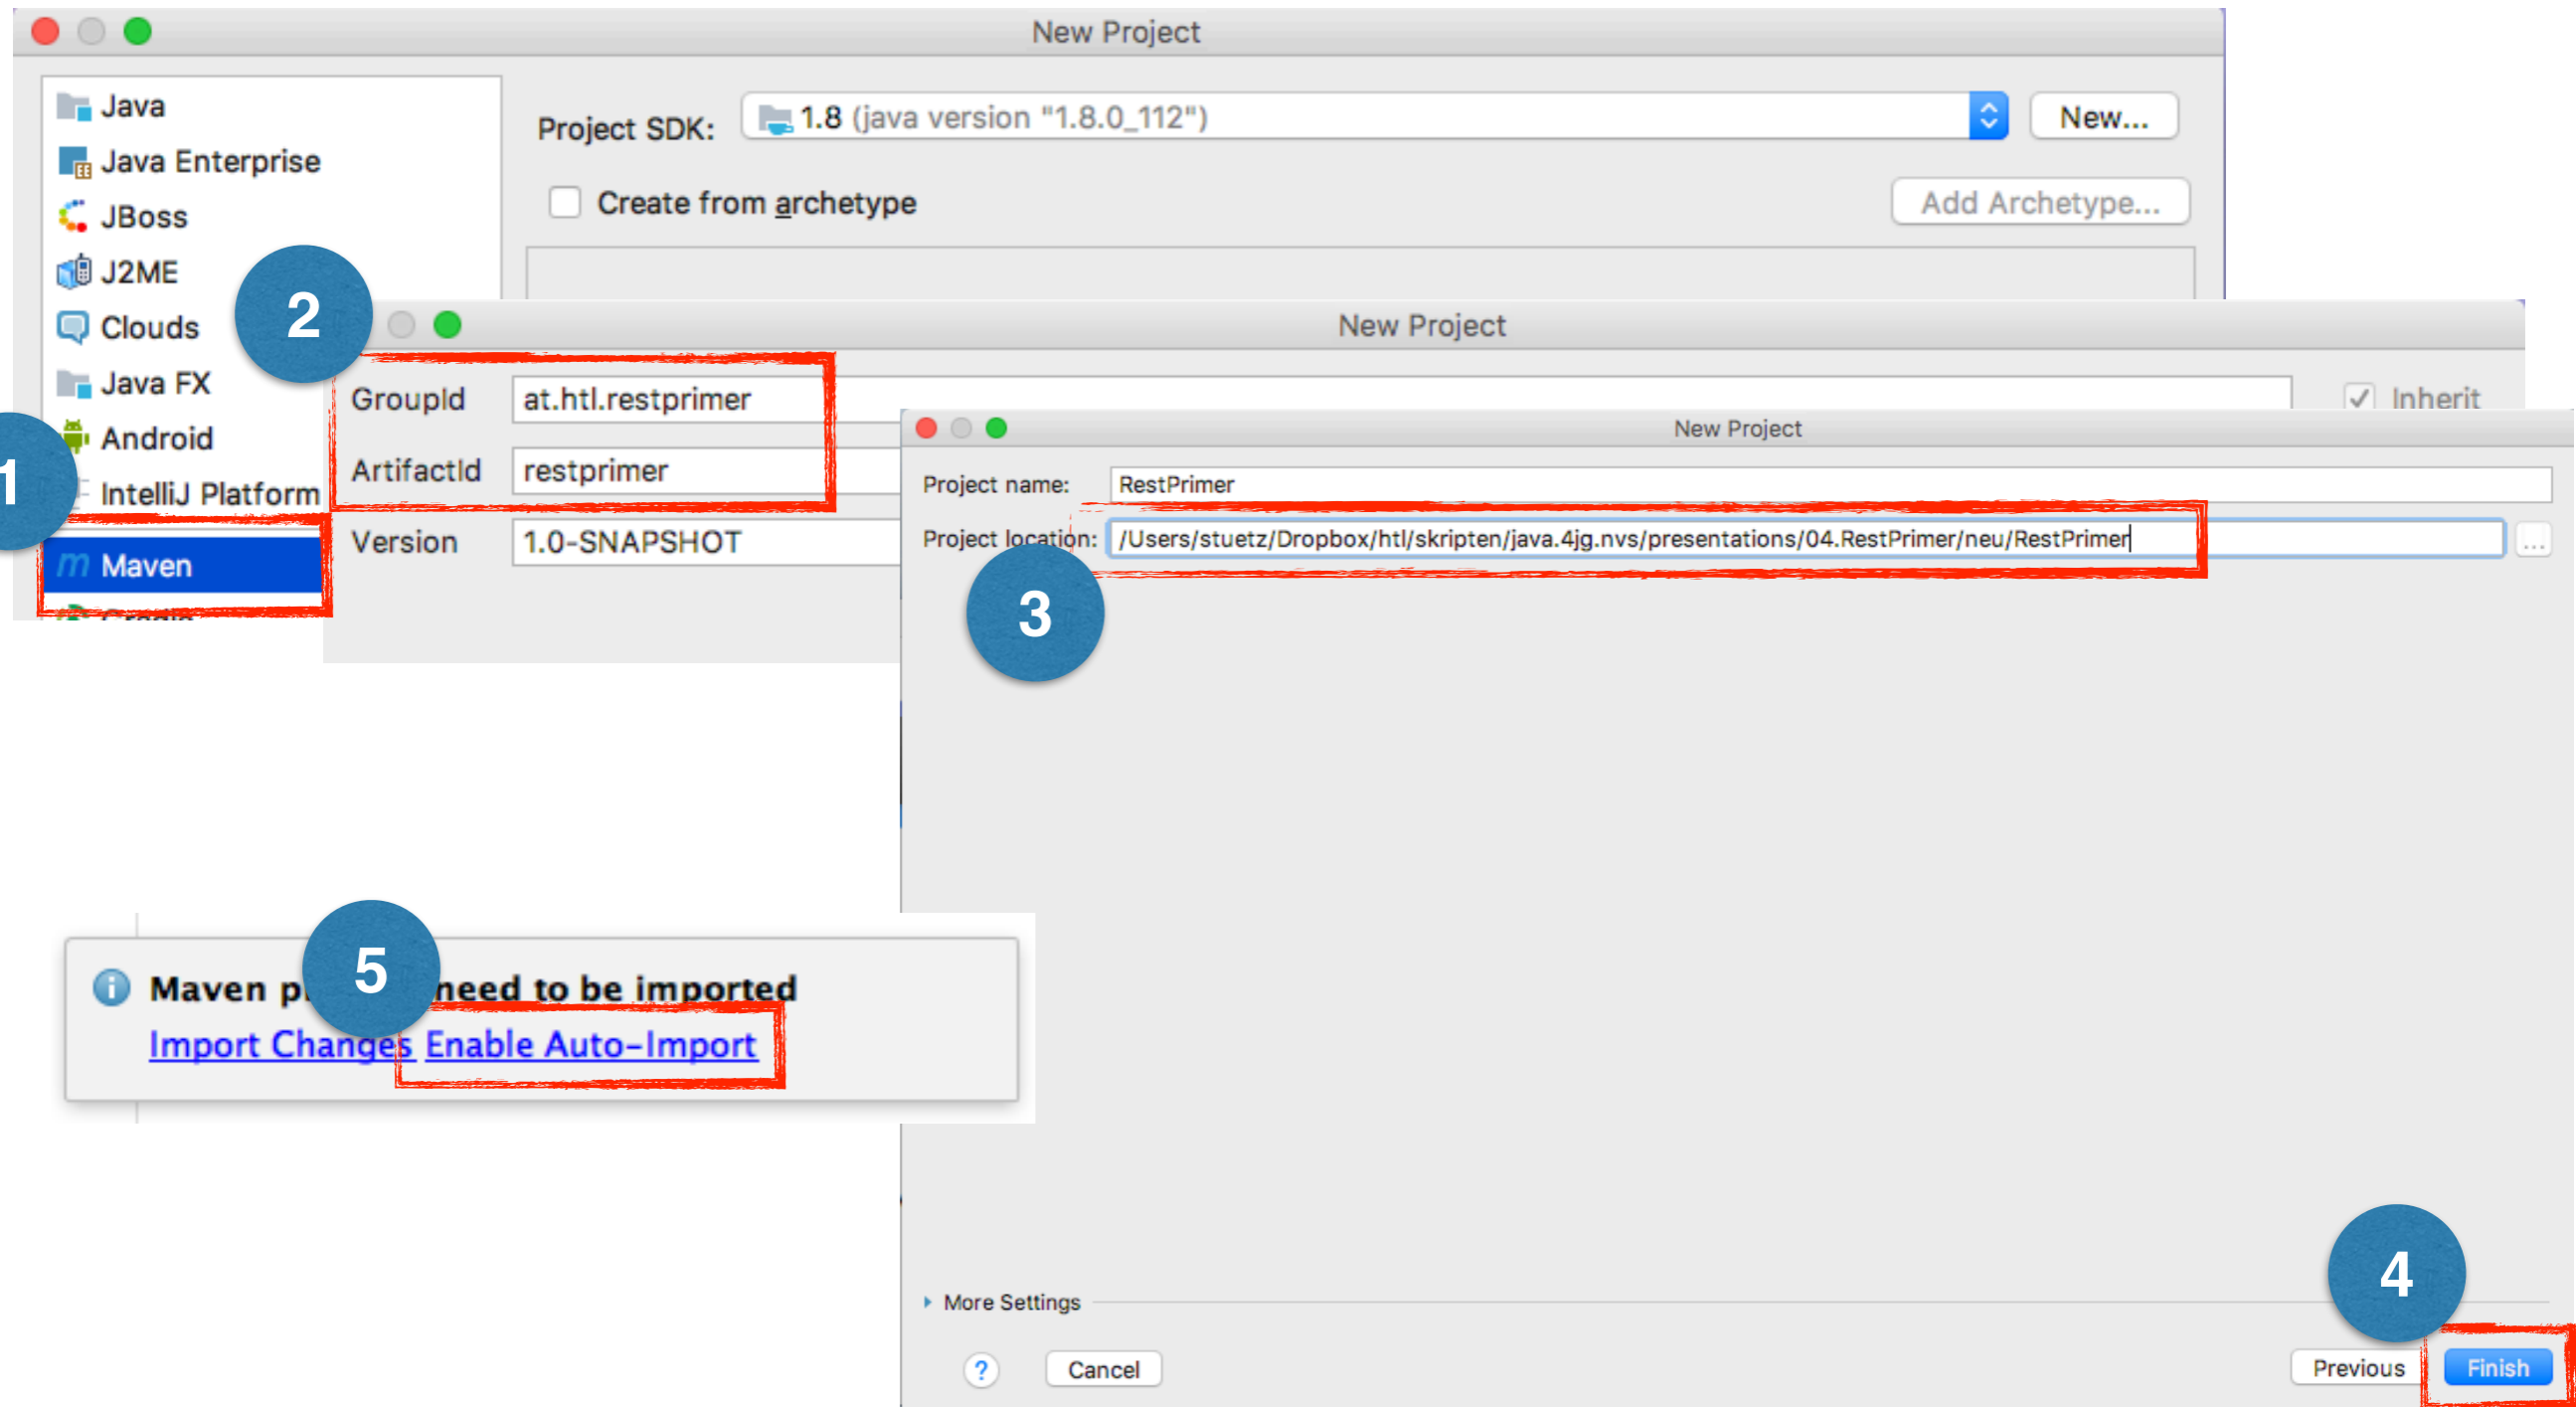 New Project
Java
Project SDK: 1.8 (java version "1.8.0_112") New...
Java Enterprise
Create from archetype Add Archetype...
JBoss
J2ME
Clouds
Java FX
Android
IntelliJ Platform
1
Maven
2
New Project
GroupId at.htl.restprimer Inherit
ArtifactId restprimer
Version 1.0-SNAPSHOT
New Project
Project name: RestPrimer
Project location: /Users/stuetz/Dropbox/htl/skripten/java.4jg.nvs/presentations/04.RestPrimer/neu/RestPrimer ...
3
More Settings
4
? Cancel Previous Finish
5
Maven need to be imported
Import Changes Enable Auto-Import